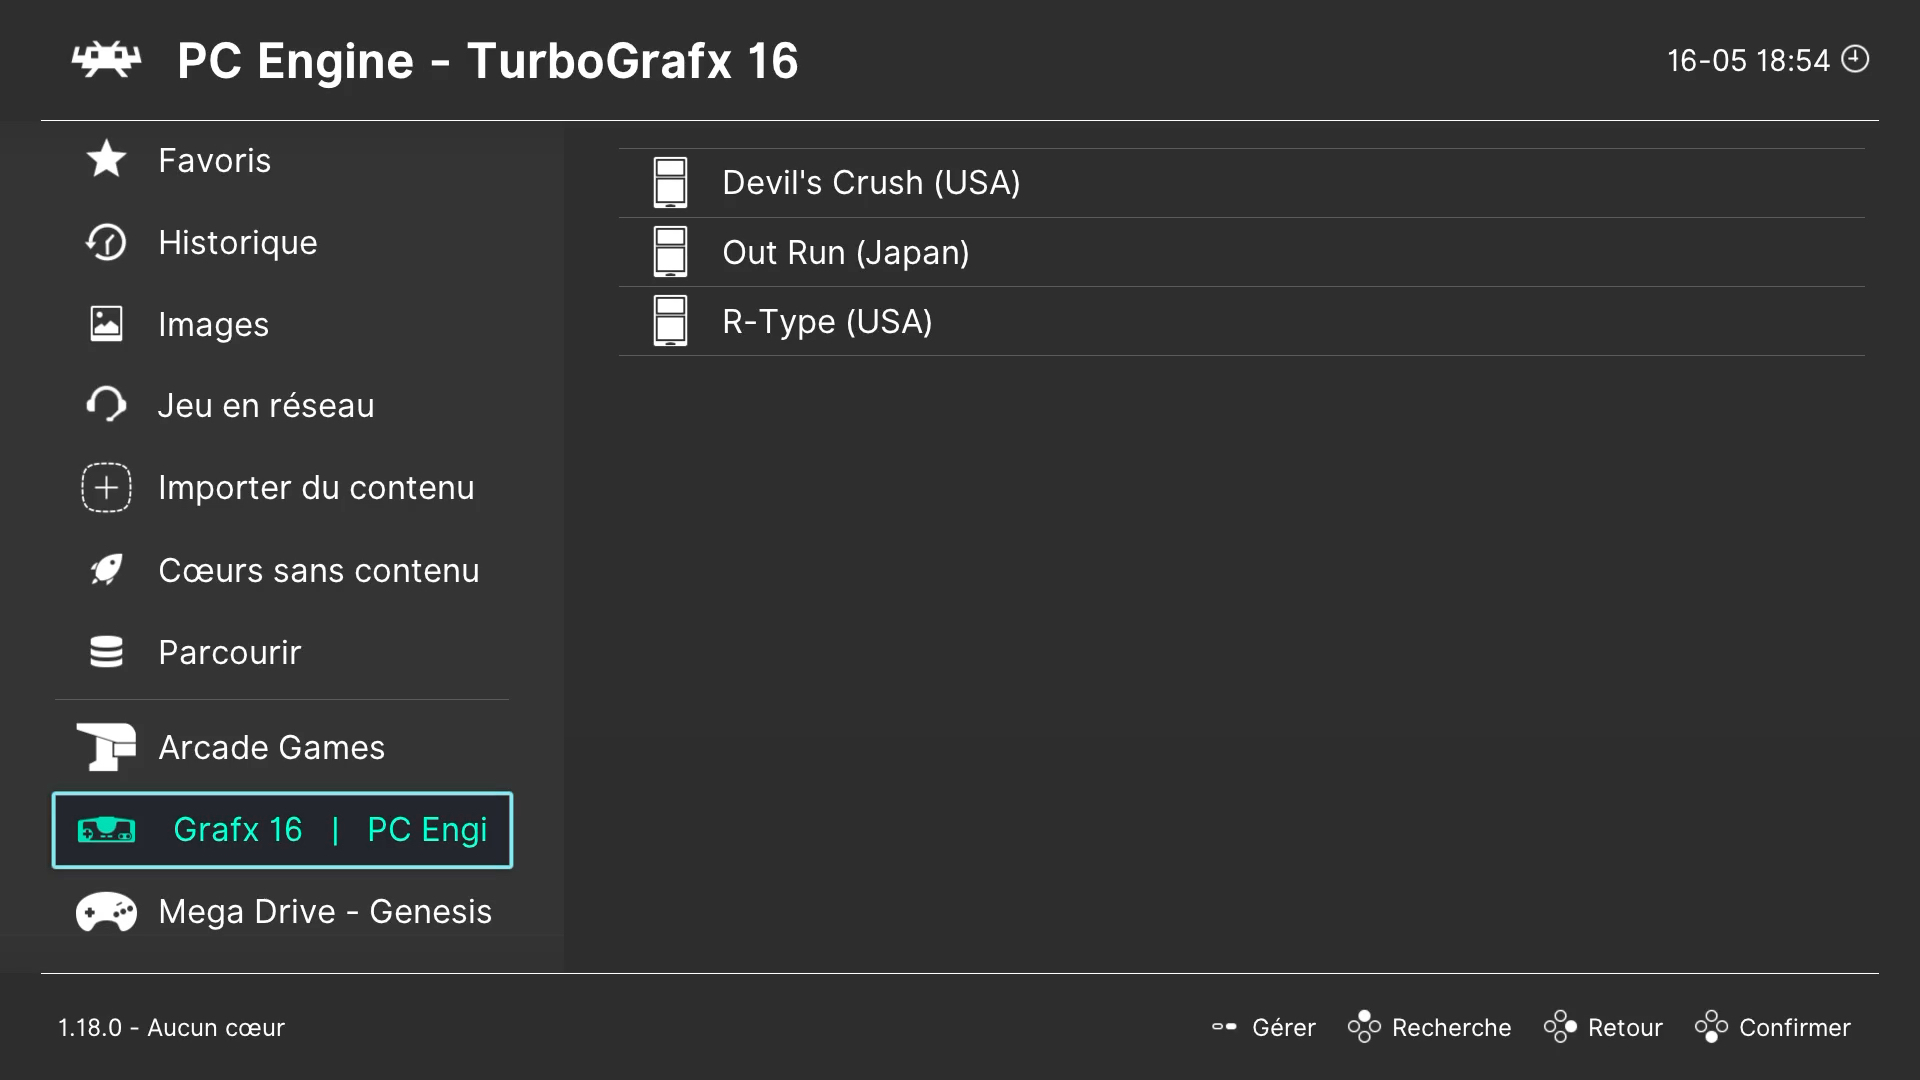 PC Engine - TurboGrafx 16
16-05 18:54
Favoris
Historique
Images
Jeu en réseau
Importer du contenu
Cœurs sans contenu
Parcourir
Arcade Games
Grafx 16 | PC Engi
Mega Drive - Genesis
Devil's Crush (USA)
Out Run (Japan)
R-Type (USA)
1.18.0 - Aucun cœur
Gérer
Recherche
Retour
Confirmer